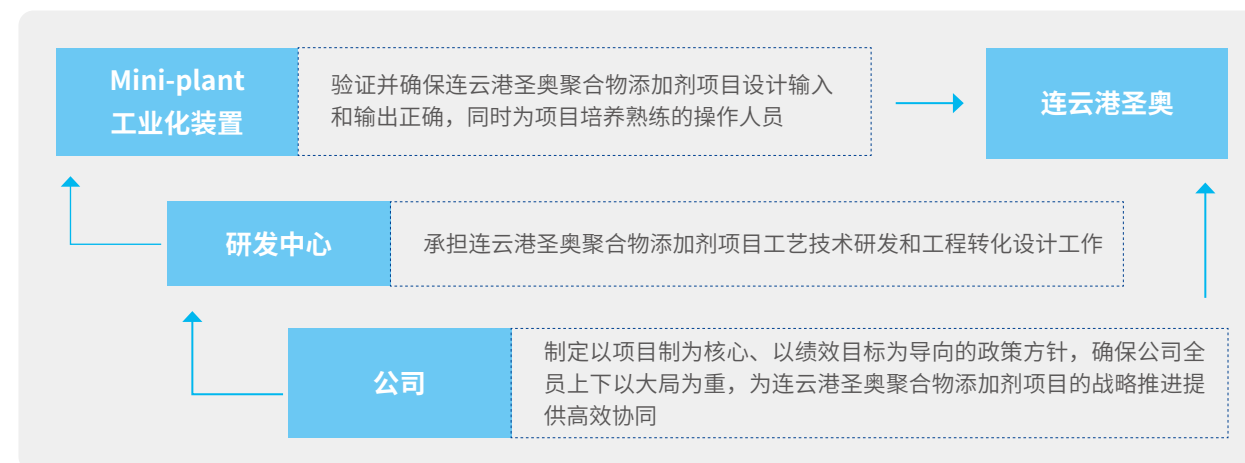 Mini-plant
工业化装置
验证并确保连云港圣奥聚合物添加剂项目设计输入
和输出正确，同时为项目培养熟练的操作人员
连云港圣奥
研发中心
承担连云港圣奥聚合物添加剂项目工艺技术研发和工程转化设计工作
公司
制定以项目制为核心、以绩效目标为导向的政策方针，确保公司全
员上下以大局为重，为连云港圣奥聚合物添加剂项目的战略推进提
供高效协同